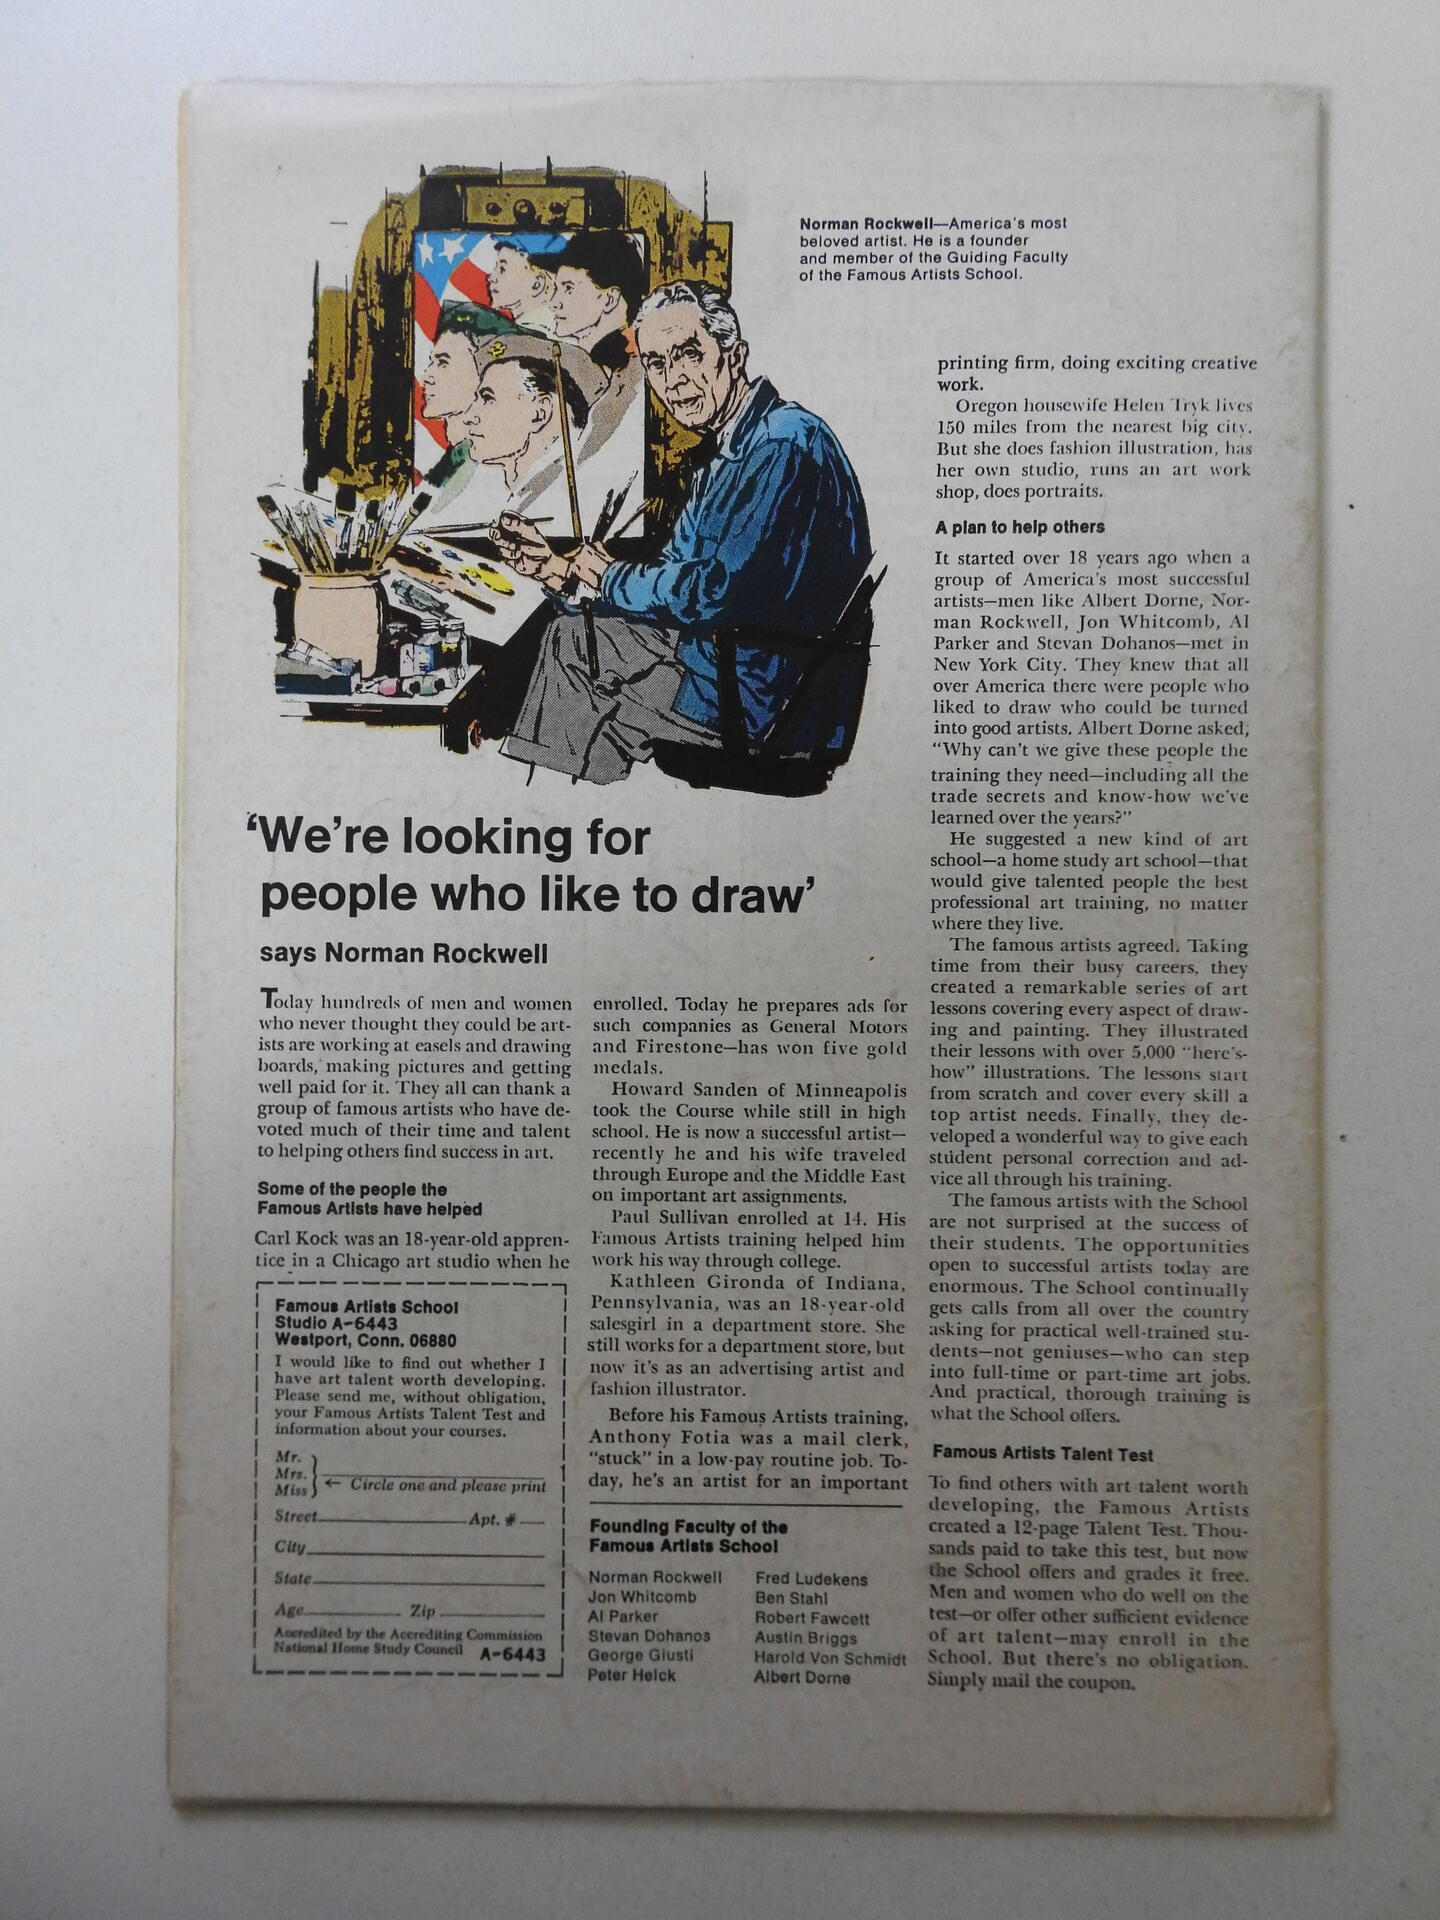 Norman Rockwell—America's most
beloved artist. He is a founder
and member of the Guiding Faculty
of the Famous Artists School.
'We're looking for
people who like to draw'
says Norman Rockwell
Today hundreds of men and women
who never thought they could be art-
ists are working at easels and drawing
boards, making pictures and getting
well paid for it. They all can thank a
group of famous artists who have de-
voted much of their time and talent
to helping others find success in art.
Some of the people the
Famous Artists have helped
Carl Kock was an 18-year-old appren-
tice in a Chicago art studio when he
enrolled. Today he prepares ads for
such companies as General Motors
and Firestone—has won five gold
medals.
Howard Sanden of Minneapolis
took the Course while still in high
school. He is now a successful artist—
recently he and his wife traveled
through Europe and the Middle East
on important art assignments.
Paul Sullivan enrolled at 14. His
Famous Artists training helped him
work his way through college.
Kathleen Gironda of Indiana,
Pennsylvania, was an 18-year-old
salesgirl in a department store. She
still works for a department store, but
now it's as an advertising artist and
fashion illustrator.
Before his Famous Artists training,
Anthony Fotia was a mail clerk,
"stuck" in a low-pay routine job. To-
day, he's an artist for an important
printing firm, doing exciting creative
work.
Oregon housewife Helen Tryk lives
150 miles from the nearest big city.
But she does fashion illustration, has
her own studio, runs an art work
shop, does portraits.
A plan to help others
It started over 18 years ago when a
group of America's most successful
artists—men like Albert Dorne, Nor-
man Rockwell, Jon Whitcomb, Al
Parker and Stevan Dohanos—met in
New York City. They knew that all
over America there were people who
liked to draw who could be turned
into good artists. Albert Dorne asked,
"Why can't we give these people the
training they need—including all the
trade secrets and know-how we've
learned over the years?"
He suggested a new kind of art
school—a home study art school—that
would give talented people the best
professional art training, no matter
where they live.
The famous artists agreed. Taking
time from their busy careers, they
created a remarkable series of art
lessons covering every aspect of draw-
ing and painting. They illustrated
their lessons with over 5,000 "here's-
how" illustrations. The lessons start
from scratch and cover every skill a
top artist needs. Finally, they de-
veloped a wonderful way to give each
student personal correction and ad-
vice all through his training.
The famous artists with the School
are not surprised at the success of
their students. The opportunities
open to successful artists today are
enormous. The School continually
gets calls from all over the country
asking for practical well-trained stu-
dents—not geniuses—who can step
into full-time or part-time art jobs.
And practical, thorough training is
what the School offers.
Famous Artists Talent Test
To find others with art talent worth
developing, the Famous Artists
created a 12-page Talent Test. Thou-
sands paid to take this test, but now
the School offers and grades it free.
Men and women who do well on the
test—or offer other sufficient evidence
of art talent—may enroll in the
School. But there's no obligation.
Simply mail the coupon.
Famous Artists School
Studio A-6443
Westport, Conn. 06880
I would like to find out whether I
have art talent worth developing.
Please send me, without obligation,
your Famous Artists Talent Test and
information about your courses.
Mr.
Mrs.
Miss ← Circle one and please print
Street Apt. #
City
State
Age Zip
Accredited by the Accrediting Commission
National Home Study Council A-6443
Founding Faculty of the
Famous Artists School
Norman Rockwell
Jon Whitcomb
Al Parker
Stevan Dohanos
George Giusti
Peter Helck
Fred Ludekens
Ben Stahl
Robert Fawcett
Austin Briggs
Harold Von Schmidt
Albert Dorne